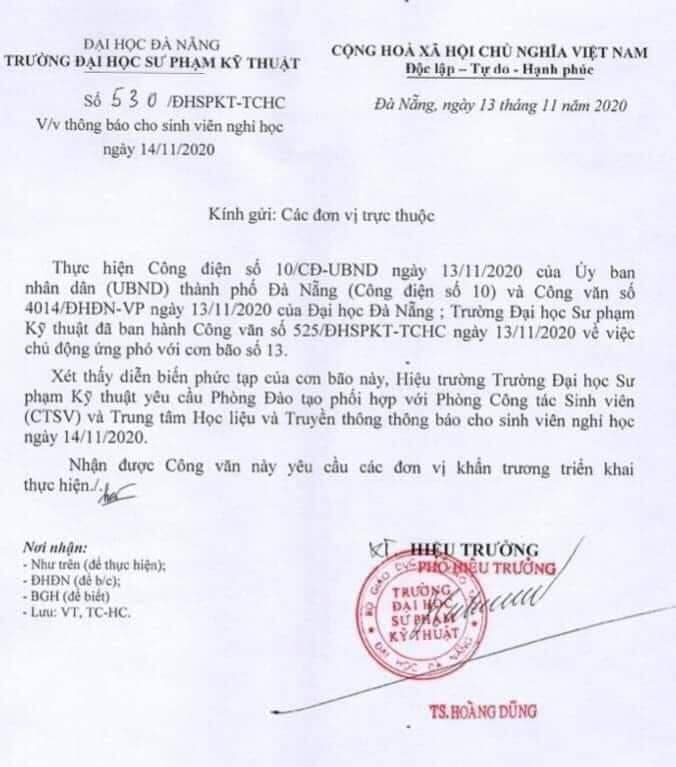 ĐẠI HỌC ĐÀ NẴNG
TRƯỜNG ĐẠI HỌC SƯ PHẠM KỸ THUẬT
Số 530 /ĐHSPKT-TCHC
V/v thông báo cho sinh viên nghỉ học
ngày 14/11/2020
CỘNG HOÀ XÃ HỘI CHỦ NGHĨA VIỆT NAM
Độc lập – Tự do - Hạnh phúc
Đà Nẵng, ngày 13 tháng 11 năm 2020
Kính gửi: Các đơn vị trực thuộc
Thực hiện Công điện số 10/CĐ-UBND ngày 13/11/2020 của Ủy ban
nhân dân (UBND) thành phố Đà Nẵng (Công điện số 10) và Công văn số
4014/ĐHĐN-VP ngày 13/11/2020 của Đại học Đà Nẵng ; Trường Đại học Sư phạm
Kỹ thuật đã ban hành Công văn số 525/ĐHSPKT-TCHC ngày 13/11/2020 về việc
chủ động ứng phó với cơn bão số 13.
Xét thấy diễn biến phức tạp của cơn bão này, Hiệu trường Trường Đại học Sư
phạm Kỹ thuật yêu cầu Phòng Đào tạo phối hợp với Phòng Công tác Sinh viên
(CTSV) và Trung tâm Học liệu và Truyền thông thông báo cho sinh viên nghỉ học
ngày 14/11/2020.
Nhận được Công văn này yêu cầu các đơn vị khẩn trương triển khai
thực hiện./.
Nơi nhận:
- Như trên (để thực hiện);
- ĐHĐN (để b/c);
- BGH (để biết)
- Lưu: VT, TC-HC.
KT. HIỆU TRƯỞNG
PHÓ HIỆU TRƯỞNG
BỘ GIÁO DỤC VÀ ĐÀO TẠO
TRƯỜNG
ĐẠI HỌC
SƯ PHẠM
KỸ THUẬT
ĐẠI HỌC ĐÀ NẴNG
TS. HOÀNG DŨNG